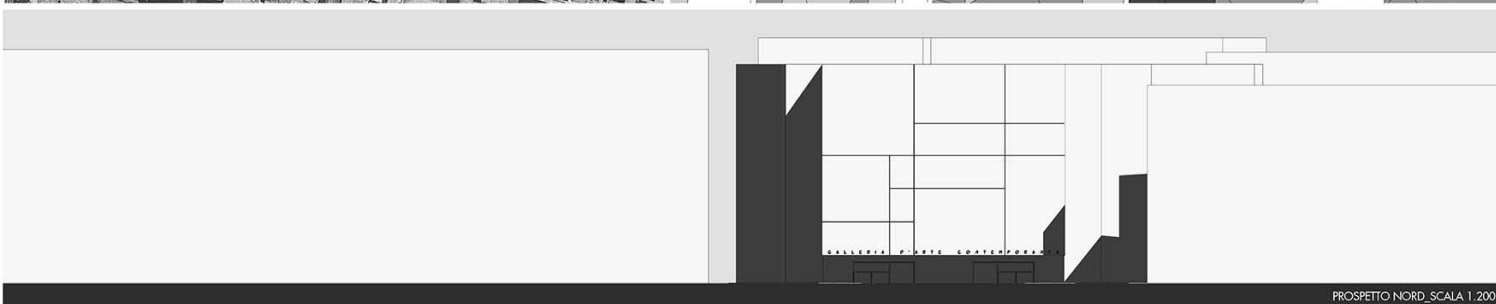 GALLERIA D'ARTE CONTEMPORANEA
PROSPETTO NORD_SCALA 1.200